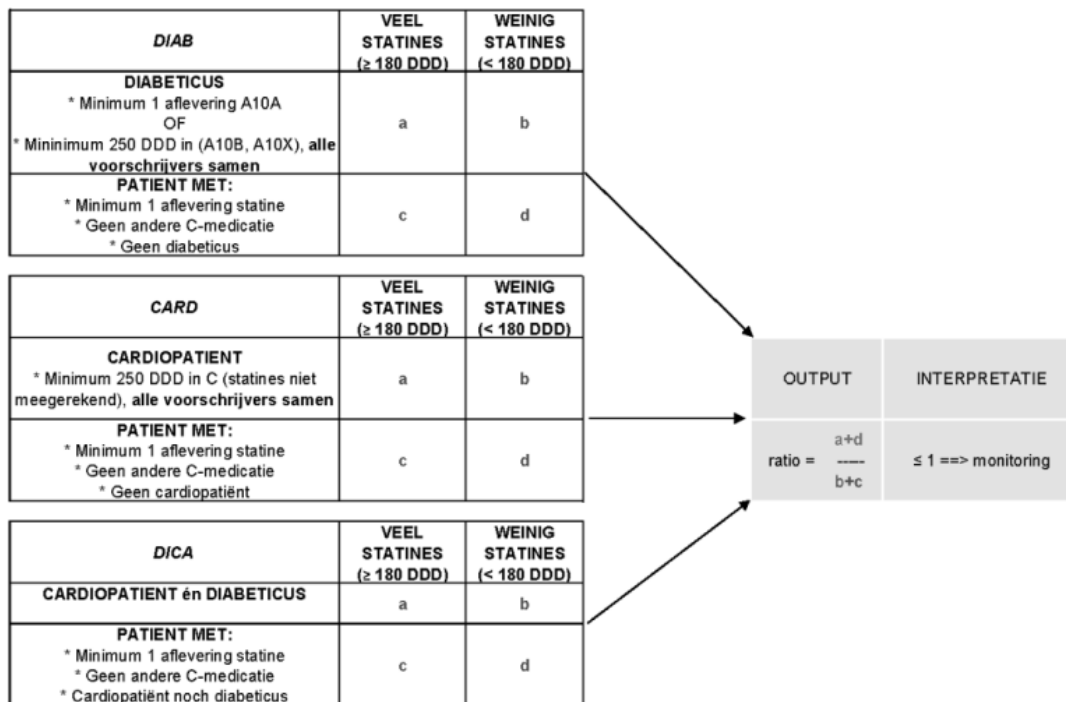 DIAB
VEEL
STATINES
(≥ 180 DDD)
WEINIG
STATINES
(< 180 DDD)
DIABETICUS
* Minimum 1 aflevering A10A
OF
* Mininimum 250 DDD in (A10B, A10X), alle
voorschrijvers samen
a
b
PATIENT MET:
* Minimum 1 aflevering statine
* Geen andere C-medicatie
* Geen diabeticus
c
d
CARD
VEEL
STATINES
(≥ 180 DDD)
WEINIG
STATINES
(< 180 DDD)
CARDIOPATIENT
* Minimum 250 DDD in C (statines niet
meegerekend), alle voorschrijvers samen
a
b
PATIENT MET:
* Minimum 1 aflevering statine
* Geen andere C-medicatie
* Geen cardiopatiënt
c
d
DICA
VEEL
STATINES
(≥ 180 DDD)
WEINIG
STATINES
(< 180 DDD)
CARDIOPATIENT én DIABETICUS
a
b
PATIENT MET:
* Minimum 1 aflevering statine
* Geen andere C-medicatie
* Cardiopatiënt noch diabeticus
c
d
OUTPUT
INTERPRETATIE
a+d
ratio = -----
b+c
≤ 1 ==> monitoring